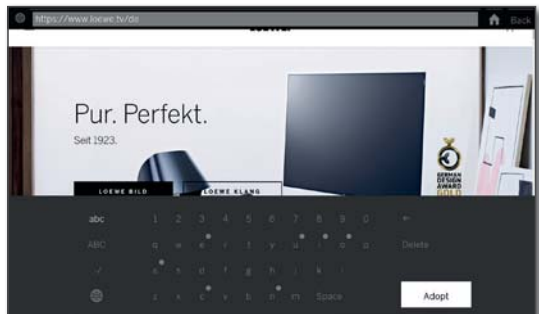 https://www.loewe.tv/de
Back
Pur. Perfekt.
Seit 1923.
LOEWE BILD
LOEWE KLANG
GERMAN
DESIGN
AWARD
GOLD
abc 1 2 3 4 5 6 7 8 9 0 ←
ABC q w e r t y u i o p Delete
a s d f g h j k l
z x c v b n m Space
Adopt